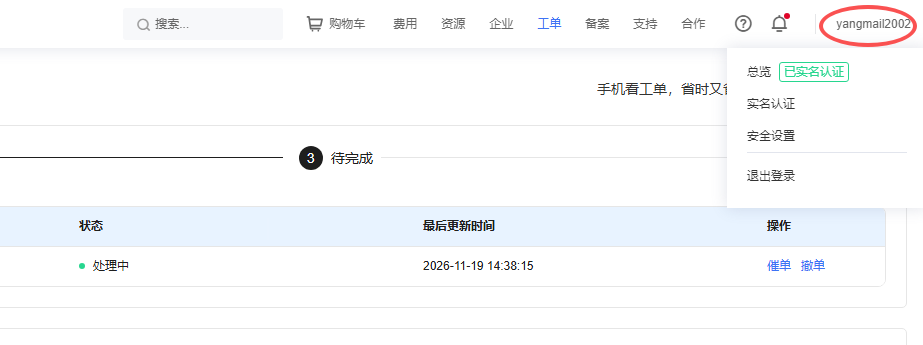 搜索... 购物车 费用 资源 企业 工单 备案 支持 合作 yangmail2002
总览 已实名认证
手机看工单，省时又
实名认证
安全设置
3 待完成
退出登录
状态 最后更新时间 操作
处理中 2026-11-19 14:38:15 催单 撤单